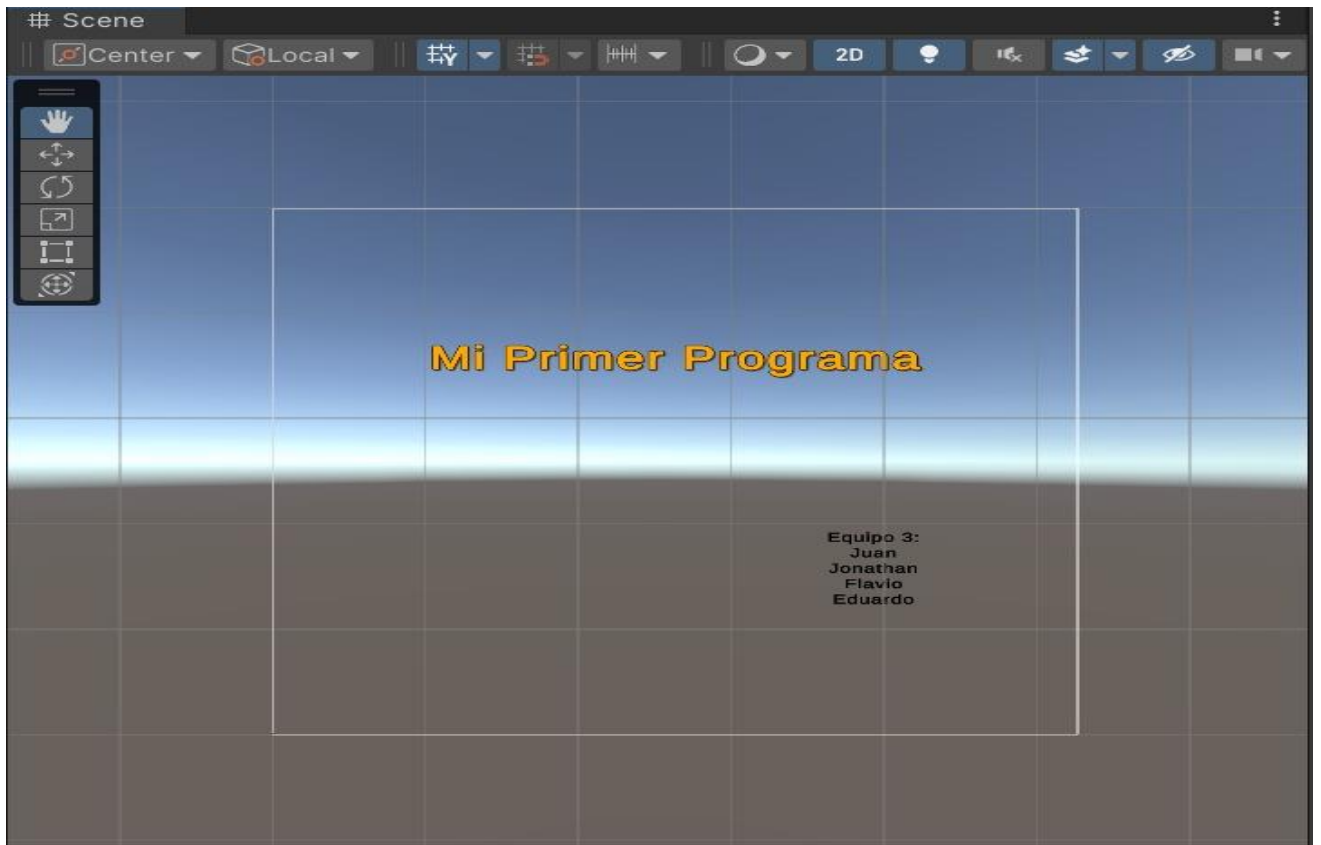 Scene
Center Local 2D
Mi Primer Programa
Equipo 3:
Juan
Jonathan
Flavio
Eduardo